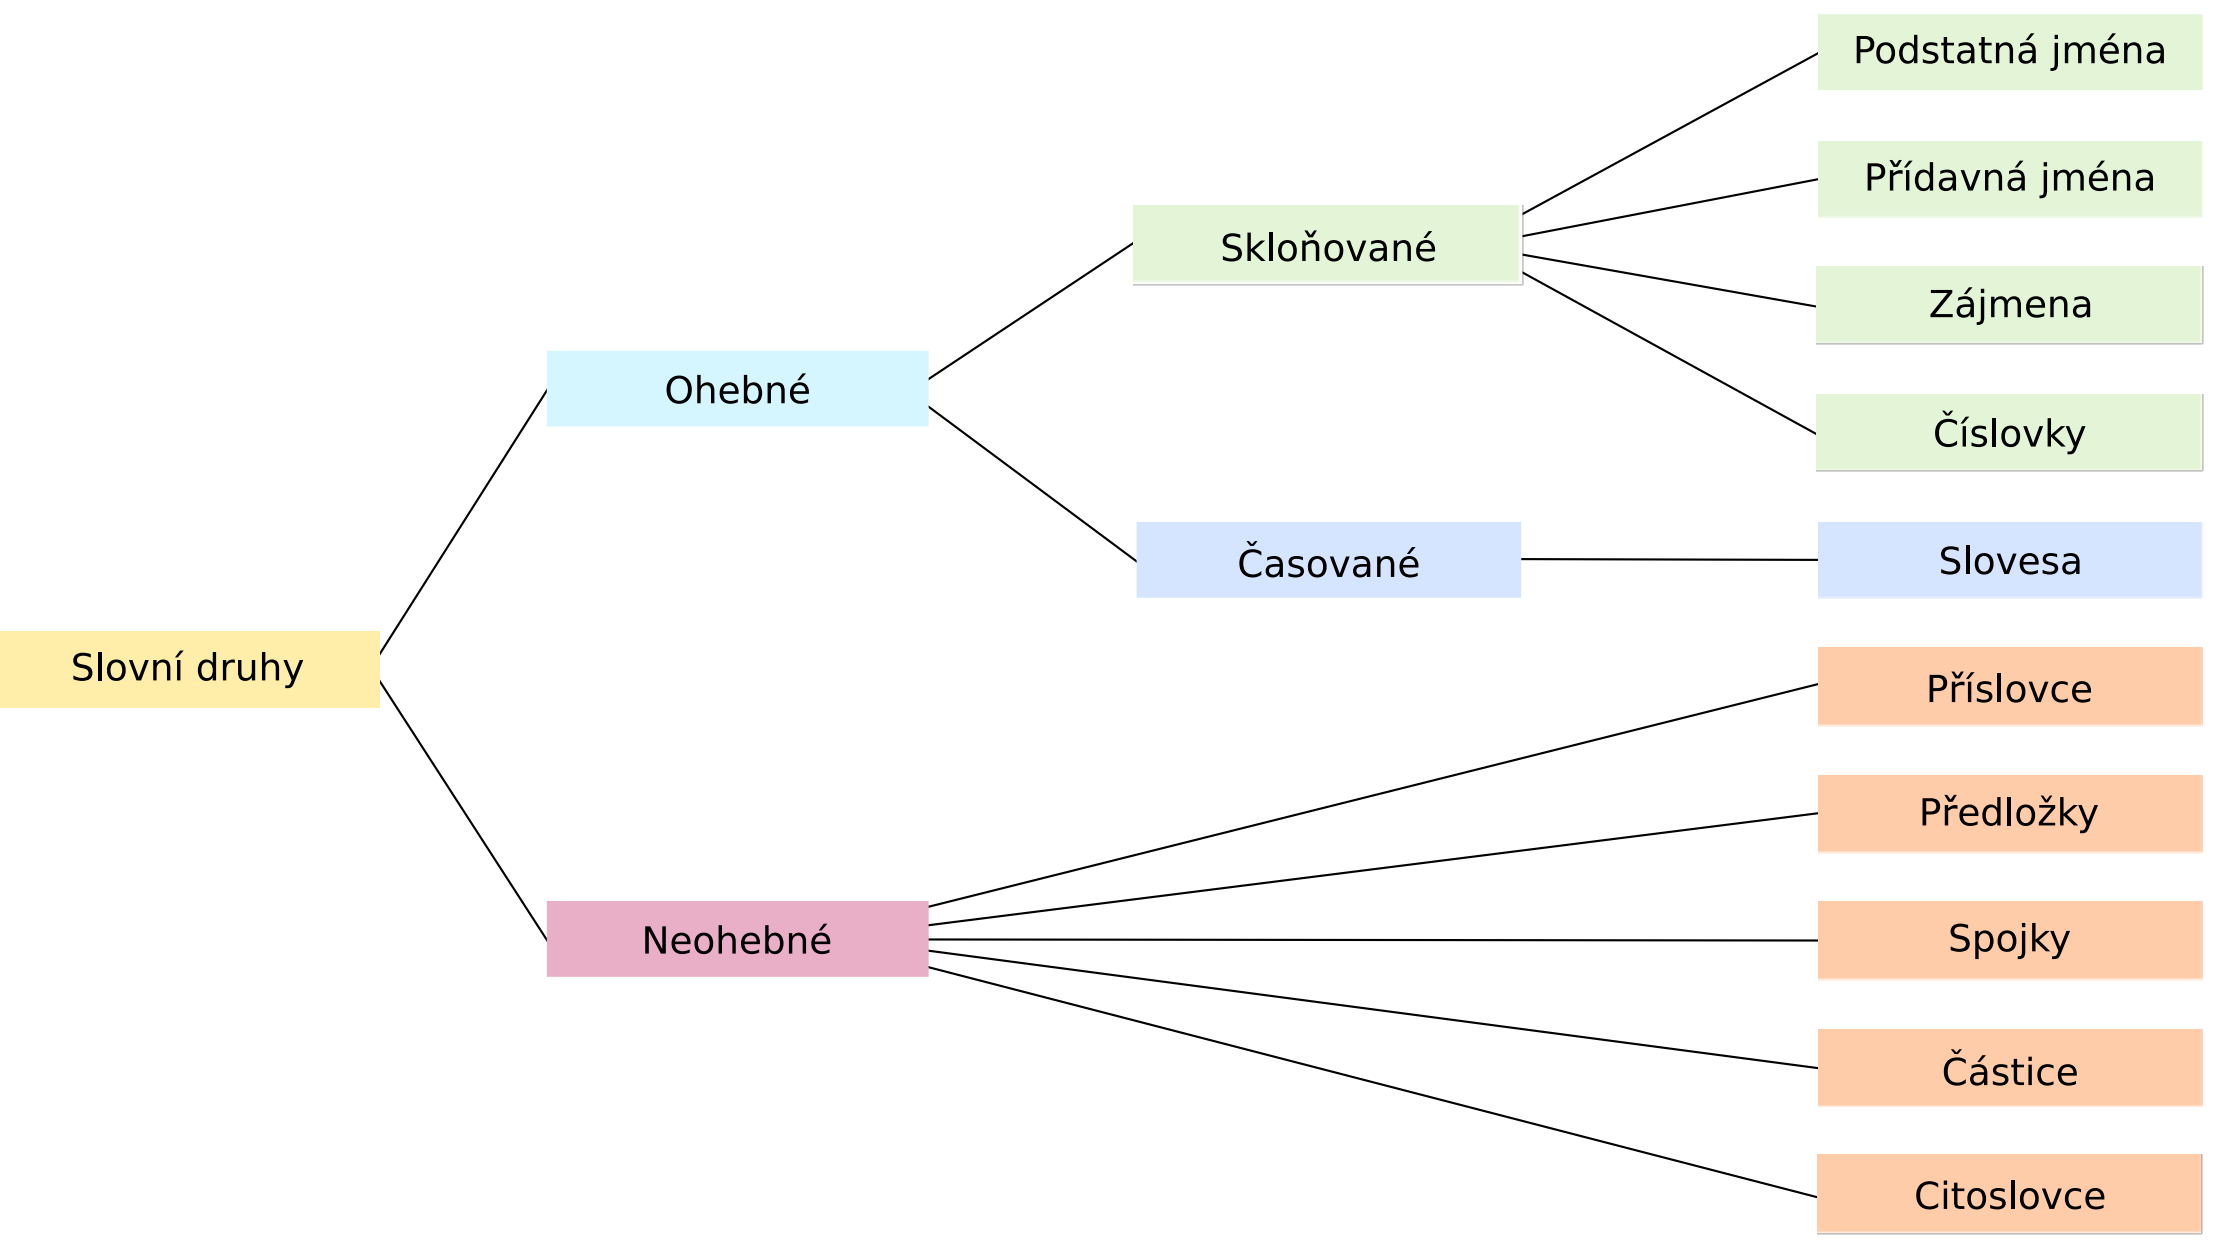 Slovní druhy
Ohebné
Skloňované
Podstatná jména
Přídavná jména
Zájmena
Číslovky
Časované
Slovesa
Neohebné
Příslovce
Předložky
Spojky
Částice
Citoslovce